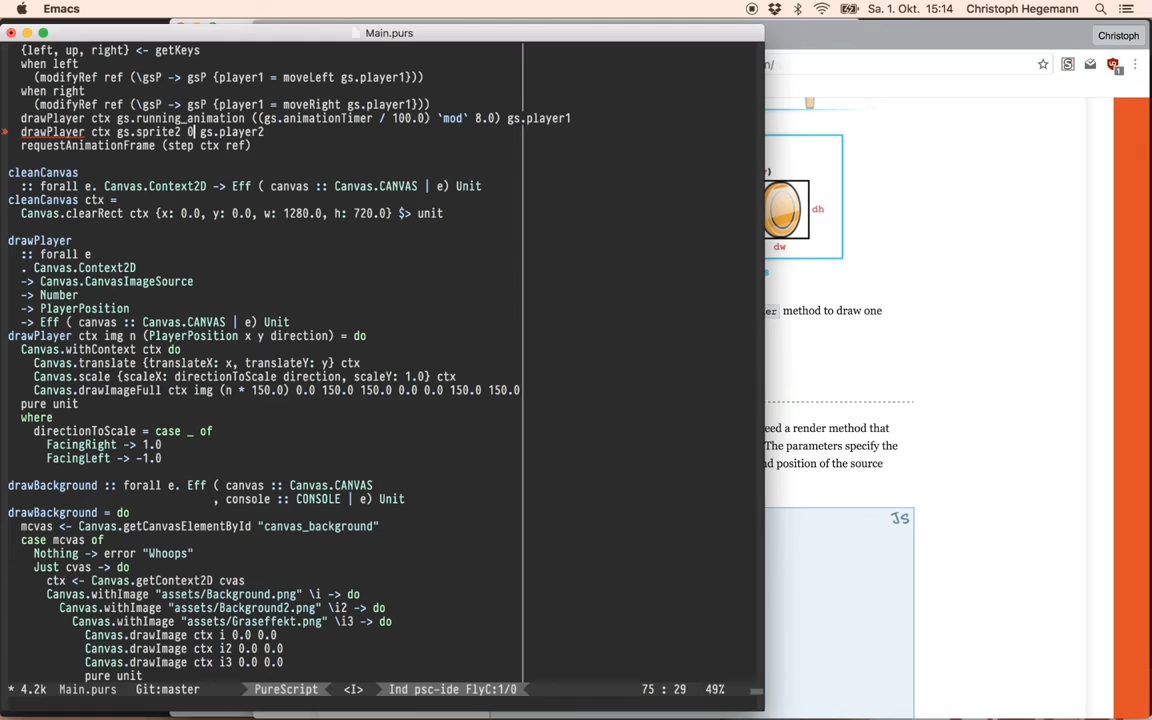 Emacs
Sa. 1. Okt. 15:14 Christoph Hegemann
Main.purs
Christoph
{left, up, right} <- getKeys
when left
(modifyRef ref (\gsP -> gsP {player1 = moveLeft gs.player1}))
when right
(modifyRef ref (\gsP -> gsP {player1 = moveRight gs.player1}))
drawPlayer ctx gs.running_animation ((gs.animationTimer / 100.0) `mod` 8.0) gs.player1
drawPlayer ctx gs.sprite2 0 gs.player2
requestAnimationFrame (step ctx ref)
cleanCanvas
:: forall e. Canvas.Context2D -> Eff ( canvas :: Canvas.CANVAS | e) Unit
cleanCanvas ctx =
Canvas.clearRect ctx {x: 0.0, y: 0.0, w: 1280.0, h: 720.0} $> unit
drawPlayer
:: forall e
. Canvas.Context2D
-> Canvas.CanvasImageSource
-> Number
-> PlayerPosition
-> Eff ( canvas :: Canvas.CANVAS | e) Unit
drawPlayer ctx img n (PlayerPosition x y direction) = do
Canvas.withContext ctx do
Canvas.translate {translateX: x, translateY: y} ctx
Canvas.scale {scaleX: directionToScale direction, scaleY: 1.0} ctx
Canvas.drawImageFull ctx img (n * 150.0) 0.0 150.0 150.0 0.0 0.0 150.0 150.0
pure unit
where
directionToScale = case _ of
FacingRight -> 1.0
FacingLeft -> -1.0
drawBackground :: forall e. Eff ( canvas :: Canvas.CANVAS
, console :: CONSOLE | e) Unit
drawBackground = do
mcvas <- Canvas.getCanvasElementById "canvas_background"
case mcvas of
Nothing -> error "Whoops"
Just cvas -> do
ctx <- Canvas.getContext2D cvas
Canvas.withImage "assets/Background.png" \i -> do
Canvas.withImage "assets/Background2.png" \i2 -> do
Canvas.withImage "assets/Graseffekt.png" \i3 -> do
Canvas.drawImage ctx i 0.0 0.0
Canvas.drawImage ctx i2 0.0 0.0
Canvas.drawImage ctx i3 0.0 0.0
pure unit
* 4.2k Main.purs Git:master PureScript <I> Ind psc-ide FlyC:1/0 75 : 29 49%
n/
dh
dw
method to draw one
eed a render method that
The parameters specify the
nd position of the source
JS